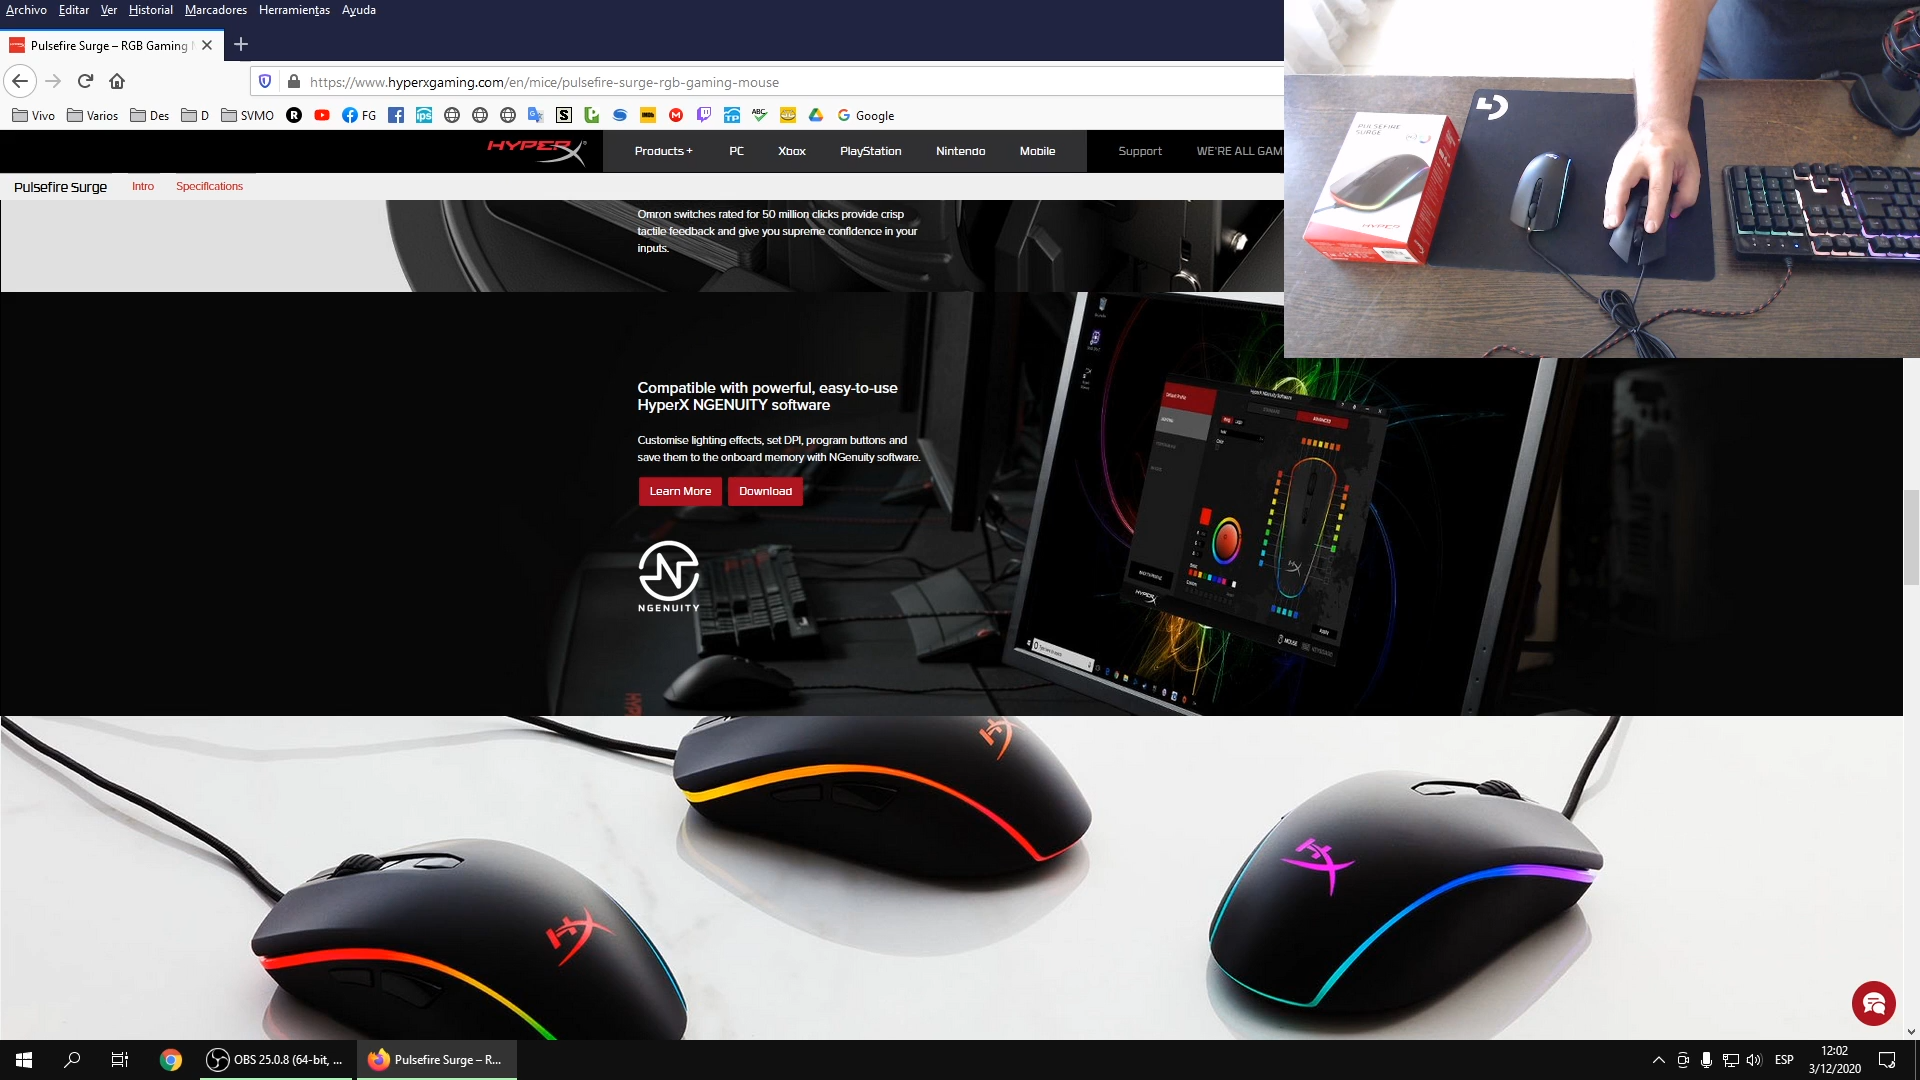 Archivo Editar Ver Historial Marcadores Herramientas Ayuda
Pulsefire Surge – RGB Gaming
https://www.hyperxgaming.com/en/mice/pulsefire-surge-rgb-gaming-mouse
Vivo Varios Des D SVMO FG Google
HYPERX Products + PC Xbox PlayStation Nintendo Mobile Support WE'RE ALL GAM
Pulsefire Surge Intro Specifications
Omron switches rated for 50 million clicks provide crisp
tactile feedback and give you supreme confidence in your
inputs.
Compatible with powerful, easy-to-use
HyperX NGENUITY software
Customise lighting effects, set DPI, program buttons and
save them to the onboard memory with NGenuity software.
Learn More Download
NGENUITY
PULSEFIRE
SURGE
HYPERX
OBS 25.0.8 (64-bit, ...
Pulsefire Surge – R...
ESP
12:02
3/12/2020